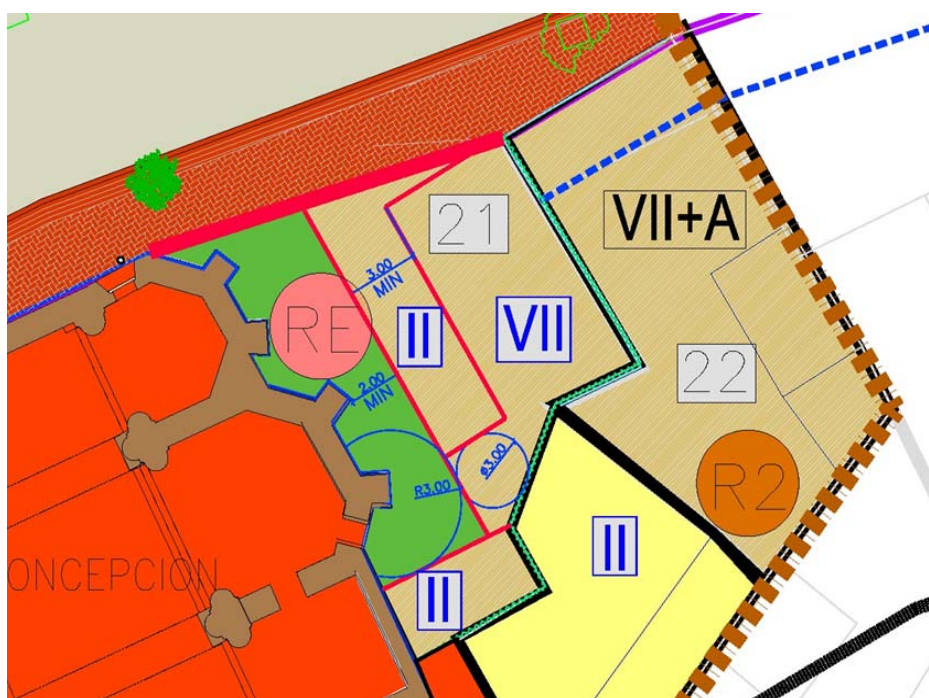 21
VII+A
3.00
MIN
RE
II
VII
22
2.00
MIN
ø3.00
R3.00
R2
II
ONCEPCION
II